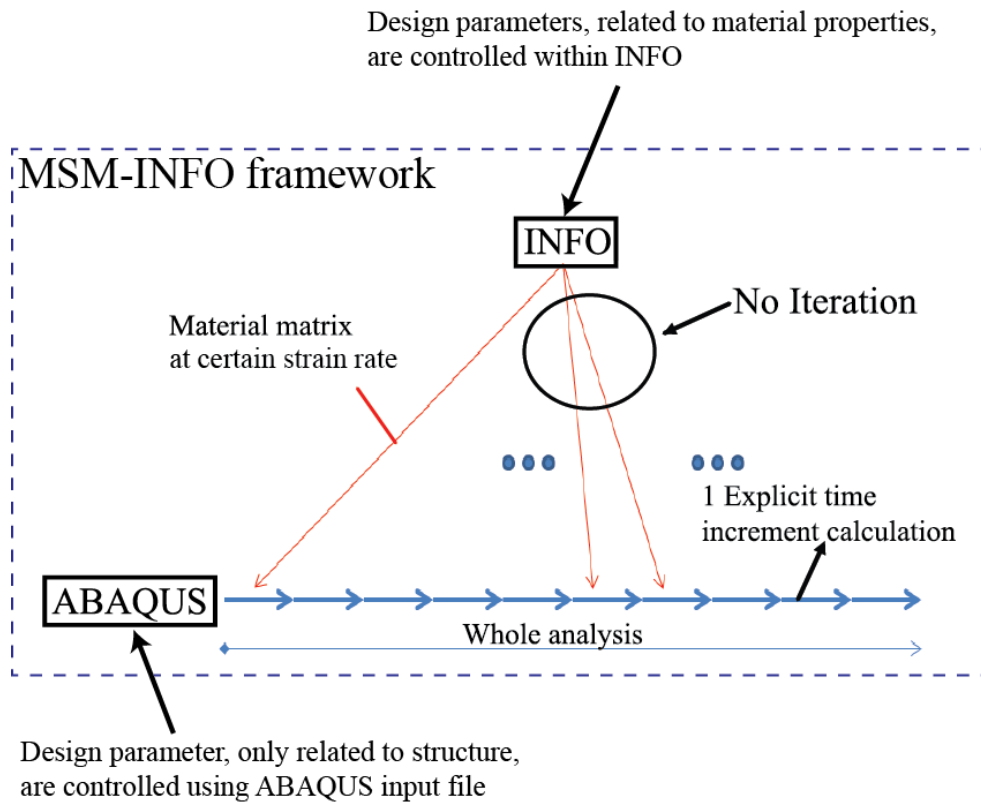 Design parameters, related to material properties,
are controlled within INFO
MSM-INFO framework
INFO
No Iteration
Material matrix
at certain strain rate
1 Explicit time
increment calculation
ABAQUS
Whole analysis
Design parameter, only related to structure,
are controlled using ABAQUS input file